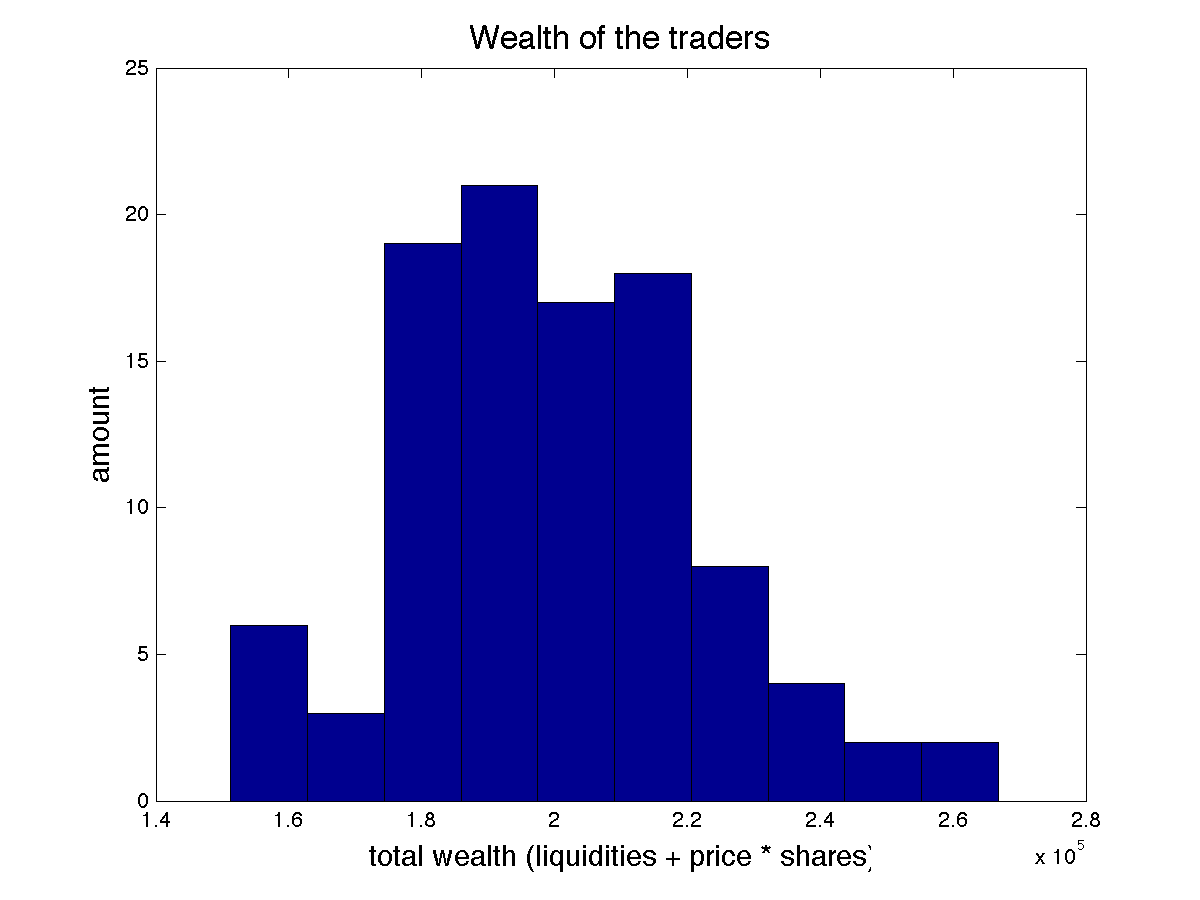 Wealth of the traders
25
20
15
10
5
0
amount
1.4 1.6 1.8 2 2.2 2.4 2.6 2.8
x 10^5
total wealth (liquidities + price * shares)